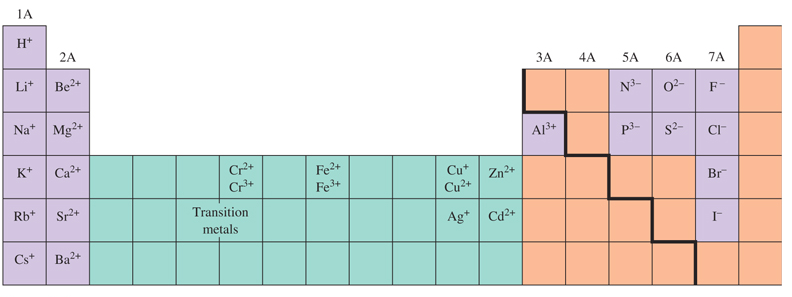 1A
H⁺
2A 3A 4A 5A 6A 7A
Li⁺ Be²⁺ N³⁻ O²⁻ F⁻
Na⁺ Mg²⁺ Al³⁺ P³⁻ S²⁻ Cl⁻
K⁺ Ca²⁺ Cr²⁺ Fe²⁺ Cu⁺ Zn²⁺ Br⁻
Cr³⁺ Fe³⁺ Cu²⁺
Rb⁺ Sr²⁺ Transition Ag⁺ Cd²⁺ I⁻
metals
Cs⁺ Ba²⁺